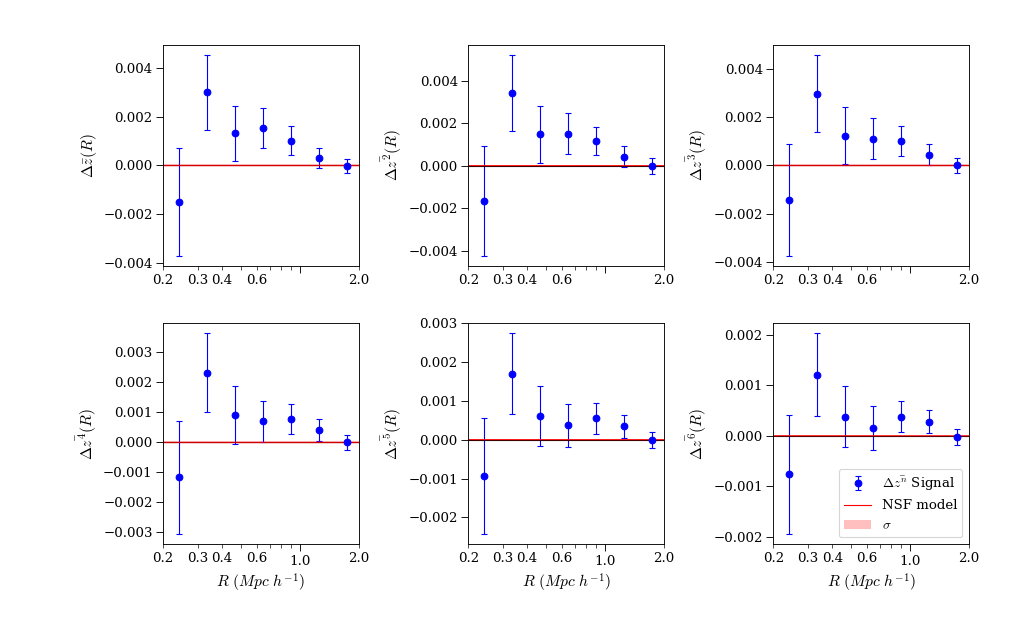 0.004 0.002 0.000 −0.002 −0.004
Δz̄(R)
0.2 0.3 0.4 0.6 2.0
0.004 0.002 0.000 −0.002 −0.004
Δz̄²(R)
0.2 0.3 0.4 0.6 2.0
0.004 0.002 0.000 −0.002 −0.004
Δz̄³(R)
0.2 0.3 0.4 0.6 2.0
0.003 0.002 0.001 0.000 −0.001 −0.002 −0.003
Δz̄⁴(R)
0.2 0.3 0.4 0.6 1.0 2.0
R (Mpc h⁻¹)
0.003 0.002 0.001 0.000 −0.001 −0.002
Δz̄⁵(R)
0.2 0.3 0.4 0.6 1.0 2.0
R (Mpc h⁻¹)
0.002 0.001 0.000 −0.001 −0.002
Δz̄⁶(R)
Δz̄ⁿ Signal
NSF model
σ
0.2 0.3 0.4 0.6 1.0 2.0
R (Mpc h⁻¹)